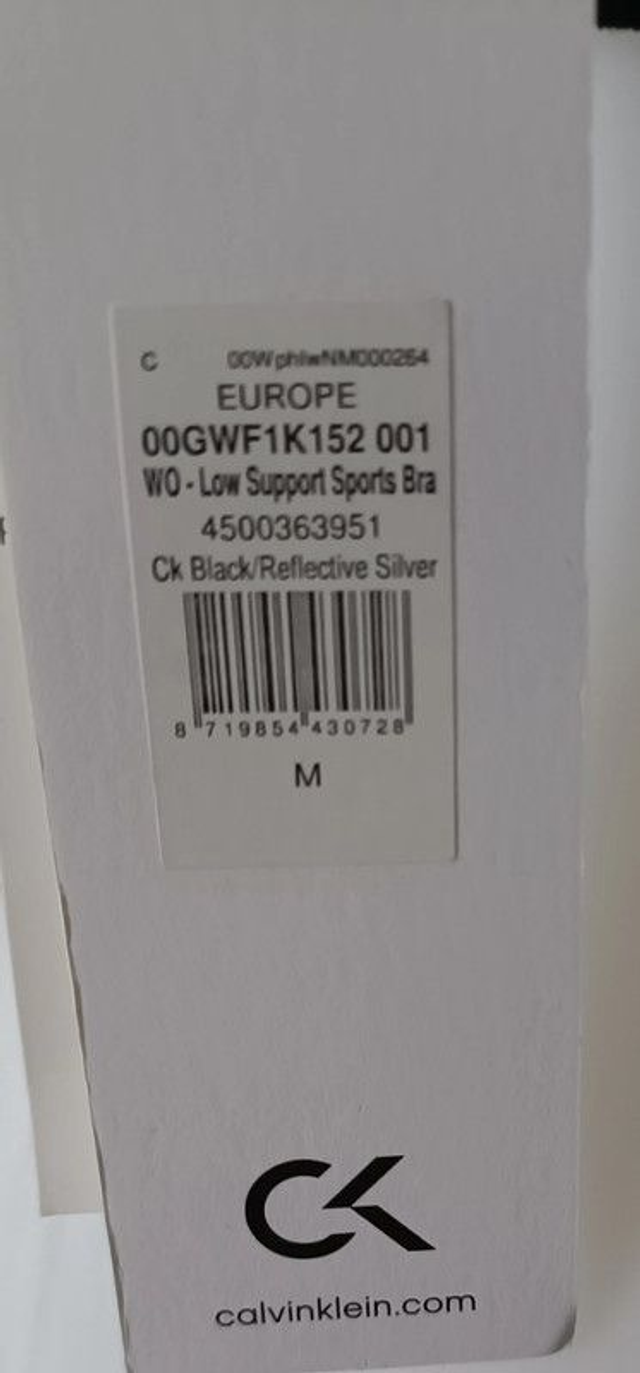 C 00WphlwNM000264
EUROPE
00GWF1K152 001
WO - Low Support Sports Bra
4500363951
Ck Black/Reflective Silver
8 719854 430728
M
CK
calvinklein.com